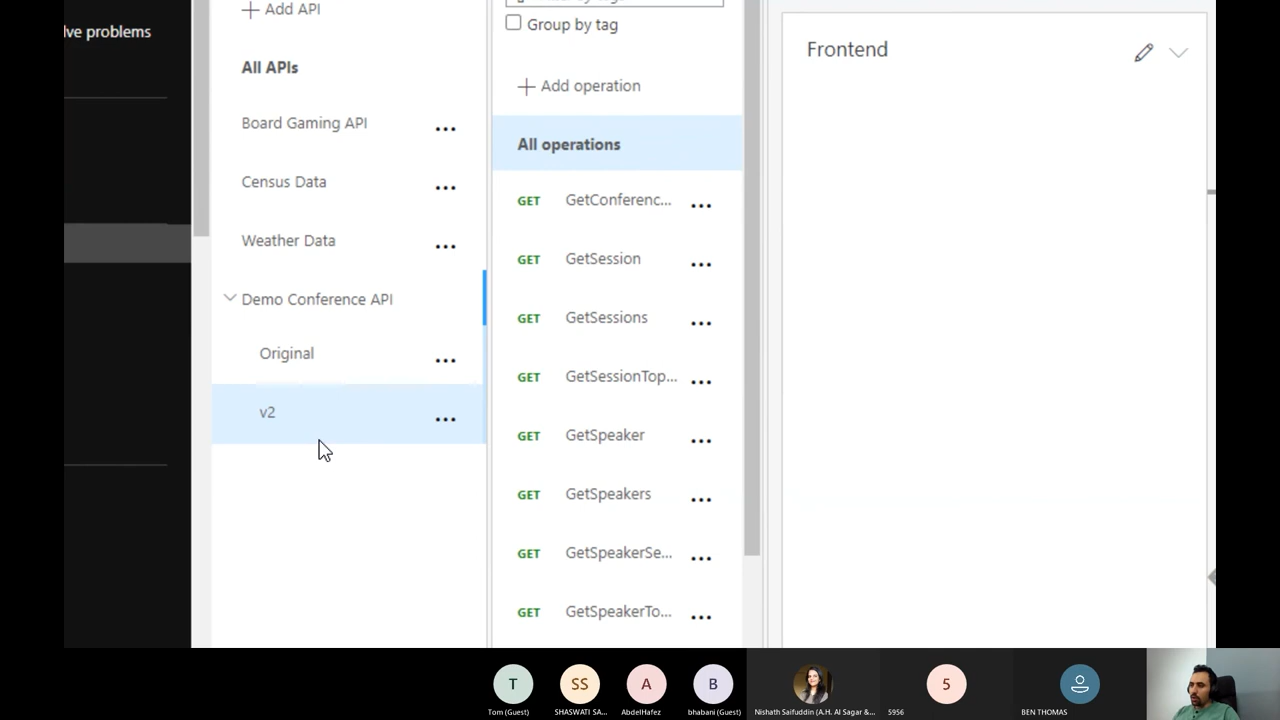 lve problems
Add API
All APIs
Board Gaming API
Census Data
Weather Data
Demo Conference API
Original
v2
Group by tag
Add operation
All operations
GET GetConferenc...
GET GetSession
GET GetSessions
GET GetSessionTop...
GET GetSpeaker
GET GetSpeakers
GET GetSpeakerSe...
GET GetSpeakerTo...
Frontend
T
Tom (Guest)
SS
SHASWATI SA...
A
AbdelHafez
B
bhabani (Guest)
Nishath Saifuddin (A.H. Al Sagar &...
5
5956
BEN THOMAS